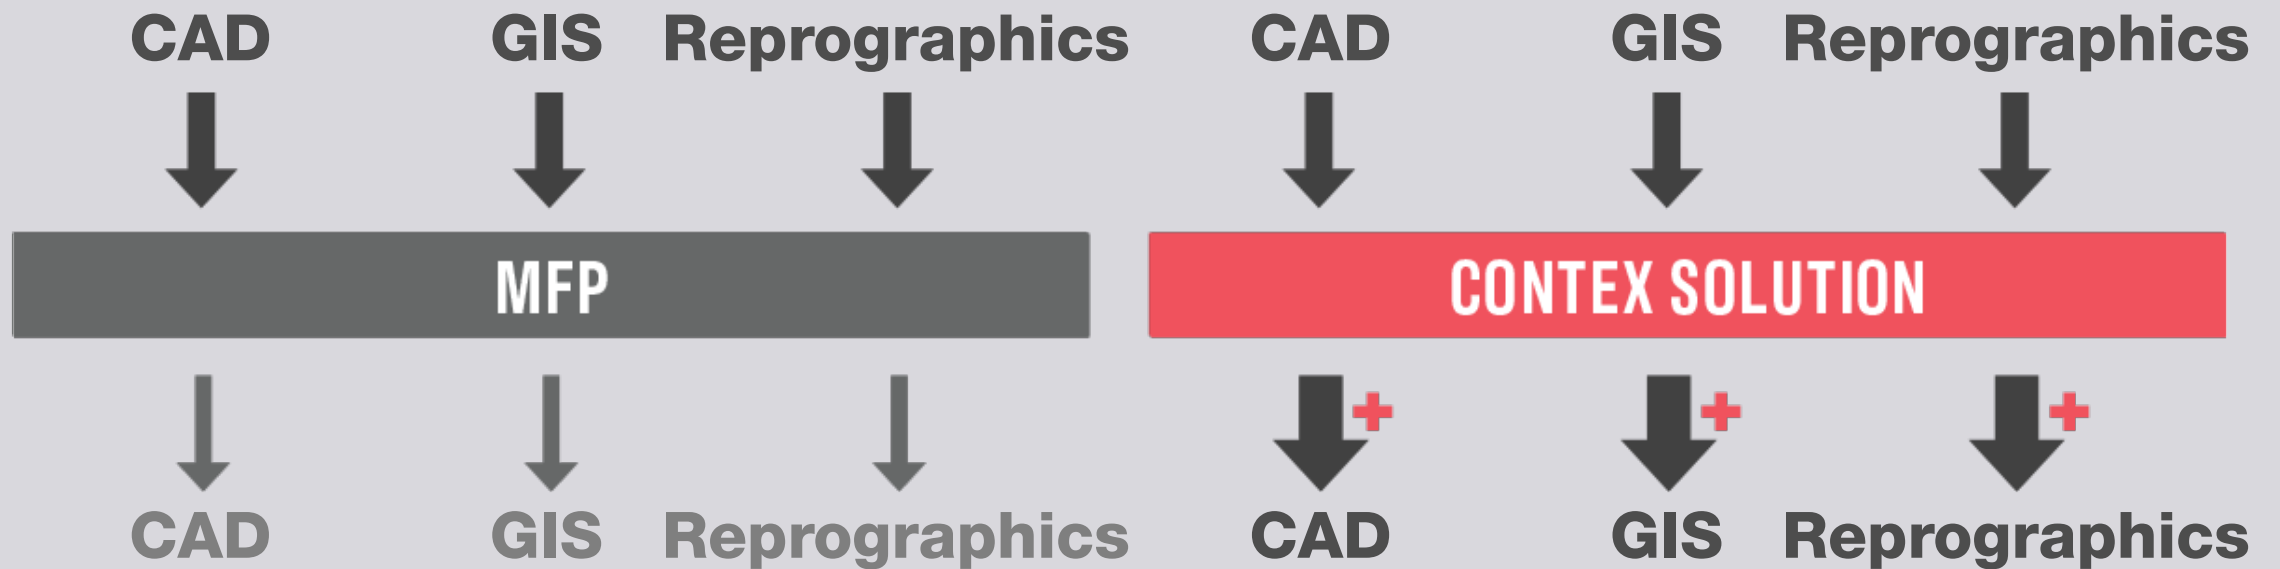 CAD GIS Reprographics CAD GIS Reprographics
MFP CONTEX SOLUTION
+ + +
CAD GIS Reprographics CAD GIS Reprographics